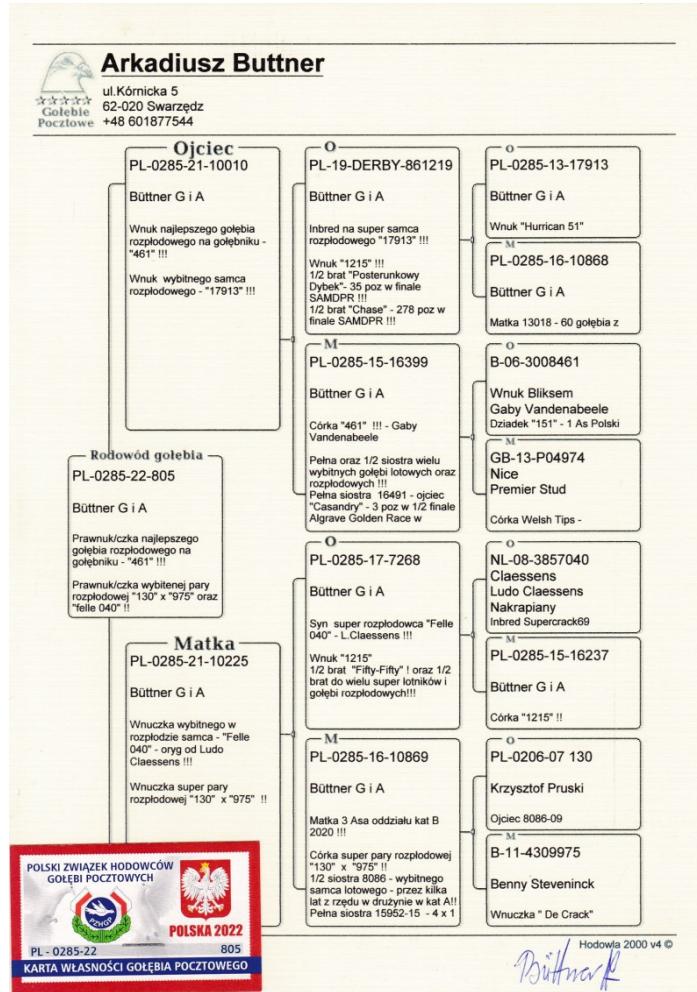 Arkadiusz Buttner
ul.Kórnicka 5
62-020 Swarzędz
+48 601877544
Gołębie
Pocztowe
Rodowód gołębia
PL-0285-22-805
Büttner G i A
Prawnuk/czka najlepszego
gołębia rozpłodowego na
gołębniku - "461" !!!
Prawnuk/czka wybitenej pary
rozpłodowej "130" x "975" oraz
"felle 040" !!
Ojciec
PL-0285-21-10010
Büttner G i A
Wnuk najlepszego gołębia
rozpłodowego na gołębniku -
"461" !!!
Wnuk wybitnego samca
rozpłodowego - "17913" !!!
Matka
PL-0285-21-10225
Büttner G i A
Wnuczka wybitnego w
rozpłodzie samca - "Felle
040" - oryg od Ludo
Claessens !!!
Wnuczka super pary
rozpłodowej "130" x "975" !!
O
PL-19-DERBY-861219
Büttner G i A
Inbred na super samca
rozpłodowego "17913" !!!
Wnuk "1215" !!!
1/2 brat "Posterunkowy
Dybek"- 35 poz w finale
SAMDPR !!!
1/2 brat "Chase" - 278 poz w
finale SAMDPR !!!
M
PL-0285-15-16399
Büttner G i A
Córka "461" !!! - Gaby
Vandenabeele
Pełna oraz 1/2 siostra wielu
wybitnych gołębi lotowych oraz
rozpłodowych !!!
Pełna siostra 16491 - ojciec
"Casandry" - 3 poz w 1/2 finale
Algrave Golden Race w
O
PL-0285-17-7268
Büttner G i A
Syn super rozpłodowca "Felle
040" - L.Claessens !!!
Wnuk "1215"
1/2 brat "Fifty-Fifty" ! oraz 1/2
brat do wielu super lotników i
gołębi rozpłodowych!!!
M
PL-0285-16-10869
Büttner G i A
Matka 3 Asa oddziału kat B
2020 !!!
Córka super pary rozpłodowej
"130" x "975" !!
1/2 siostra 8086 - wybitnego
samca lotowego - przez kilka
lat z rzędu w drużynie w kat A!!
Pełna siostra 15952-15 - 4 x 1
O
PL-0285-13-17913
Büttner G i A
Wnuk "Hurrican 51"
M
PL-0285-16-10868
Büttner G i A
Matka 13018 - 60 gołębia z
O
B-06-3008461
Wnuk Bliksem
Gaby Vandenabeele
Dziadek "151" - 1 As Polski
M
GB-13-P04974
Nice
Premier Stud
Córka Welsh Tips -
O
NL-08-3857040
Claessens
Ludo Claessens
Nakrapiany
Inbred Supercrack69
M
PL-0285-15-16237
Büttner G i A
Córka "1215" !!
O
PL-0206-07 130
Krzysztof Pruski
Ojciec 8086-09
M
B-11-4309975
Benny Steveninck
Wnuczka " De Crack"
Hodowla 2000 v4 ©
Büttner A
POLSKI ZWIĄZEK HODOWCÓW
GOŁĘBI POCZTOWYCH
PZHGP
POLSKA 2022
PL - 0285-22 805
KARTA WŁASNOŚCI GOŁĘBIA POCZTOWEGO